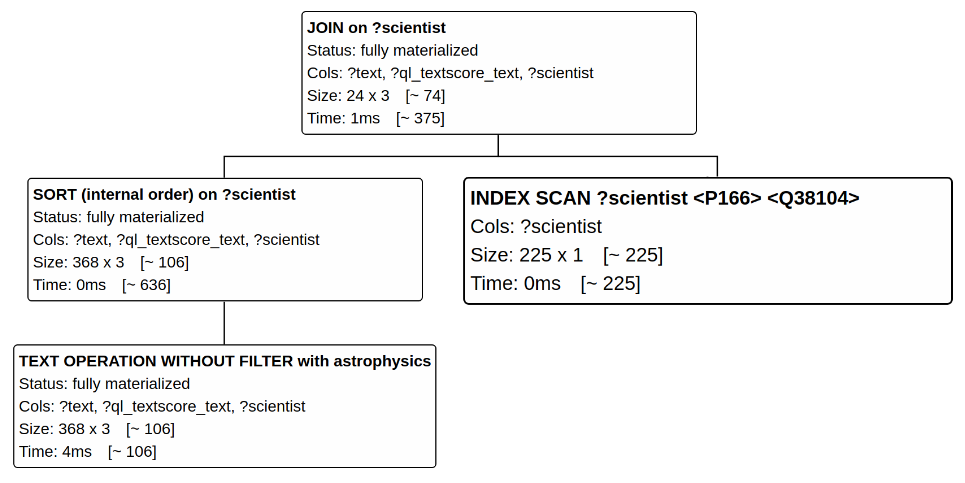 JOIN on ?scientist
Status: fully materialized
Cols: ?text, ?ql_textscore_text, ?scientist
Size: 24 x 3 [~ 74]
Time: 1ms [~ 375]
SORT (internal order) on ?scientist
Status: fully materialized
Cols: ?text, ?ql_textscore_text, ?scientist
Size: 368 x 3 [~ 106]
Time: 0ms [~ 636]
INDEX SCAN ?scientist <P166> <Q38104>
Cols: ?scientist
Size: 225 x 1 [~ 225]
Time: 0ms [~ 225]
TEXT OPERATION WITHOUT FILTER with astrophysics
Status: fully materialized
Cols: ?text, ?ql_textscore_text, ?scientist
Size: 368 x 3 [~ 106]
Time: 4ms [~ 106]